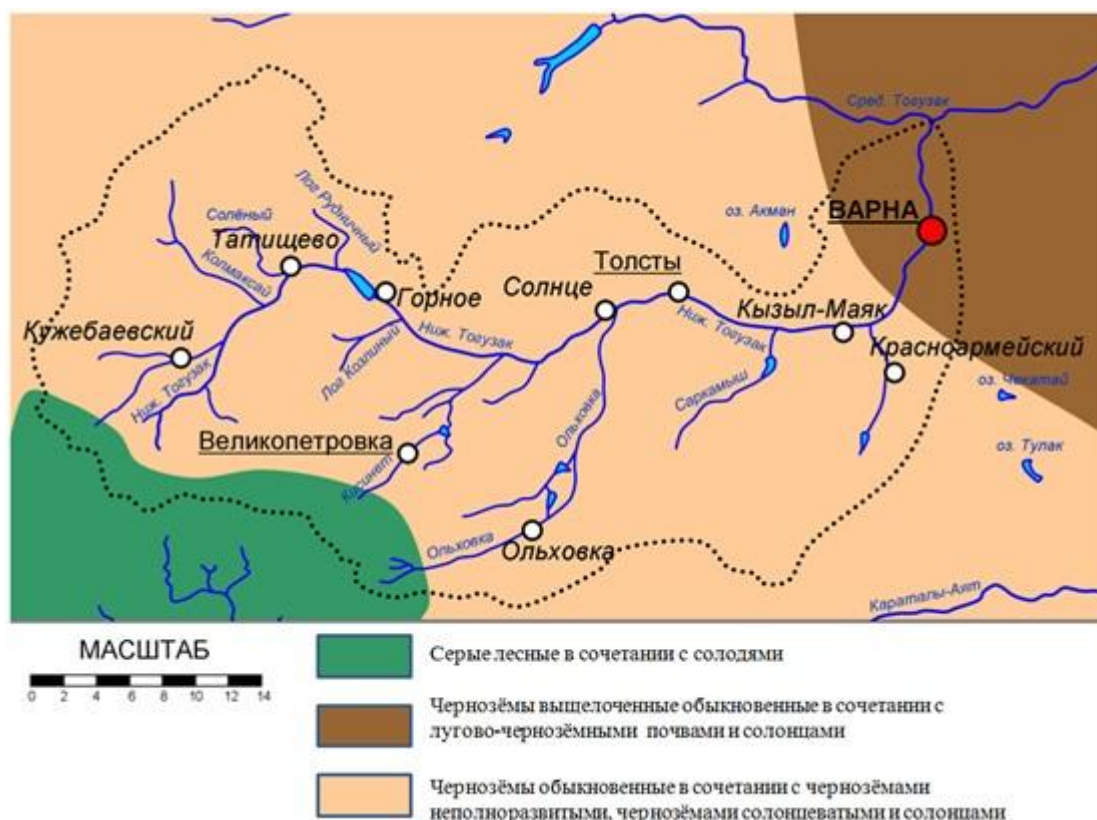 Сред. Тогузак
Лог Рудничный
оз. Акман
ВАРНА
Солёный
Татищево
Колмаксай
Толсты
Солнце
Горное
Ниж. Тогузак
Кызыл-Маяк
Кужебаевский
Ниж. Тогузак
Лог Козлиный
Красноармейский
оз. Чекатай
Ниж. Тогузак
Саркамыш
Ольховка
Великопетровка
оз. Тулак
Кисинет
Ольховка
Ольховка
Караталы-Аят
МАСШТАБ
0 2 4 6 8 10 12 14
Серые лесные в сочетании с солодями
Чернозёмы выщелоченные обыкновенные в сочетании с
лугово-чернозёмными почвами и солонцами
Чернозёмы обыкновенные в сочетании с чернозёмами
неполноразвитыми, чернозёмами солонцеватыми и солонцами